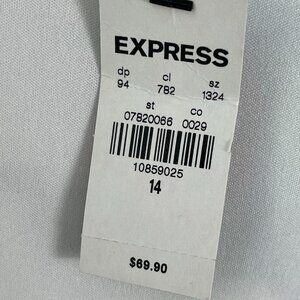 EXPRESS
dp cl sz
94 782 1324
st co
07820066 0029
10859025
14
$69.90